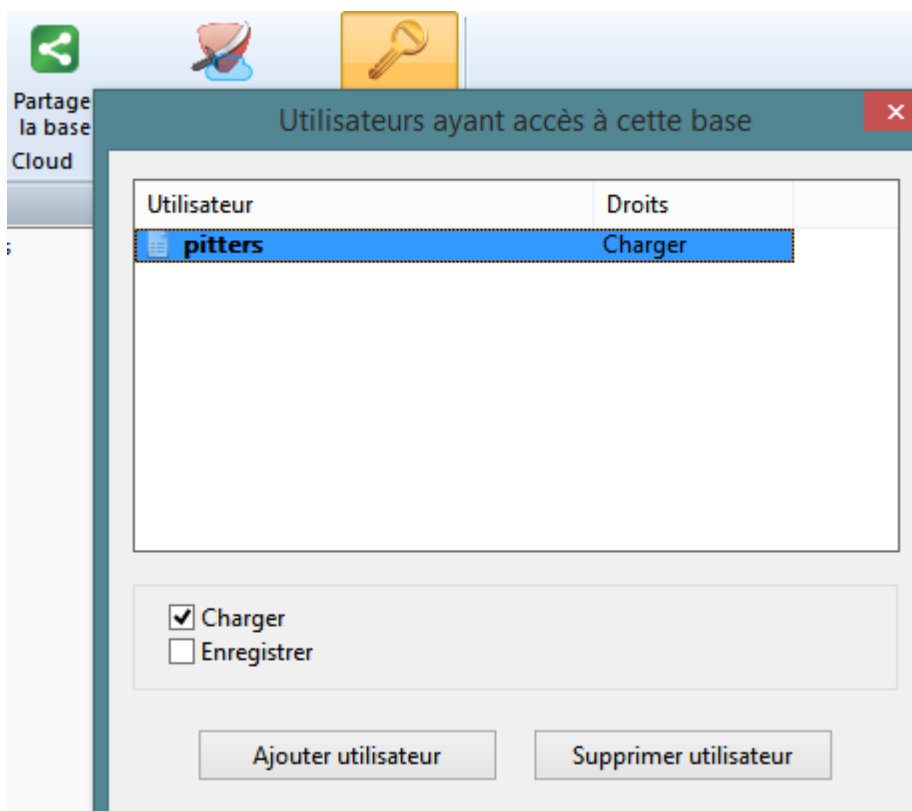 Partage
la base
Cloud
Utilisateurs ayant accès à cette base
Utilisateur Droits
pitters Charger
Charger
Enregistrer
Ajouter utilisateur Supprimer utilisateur